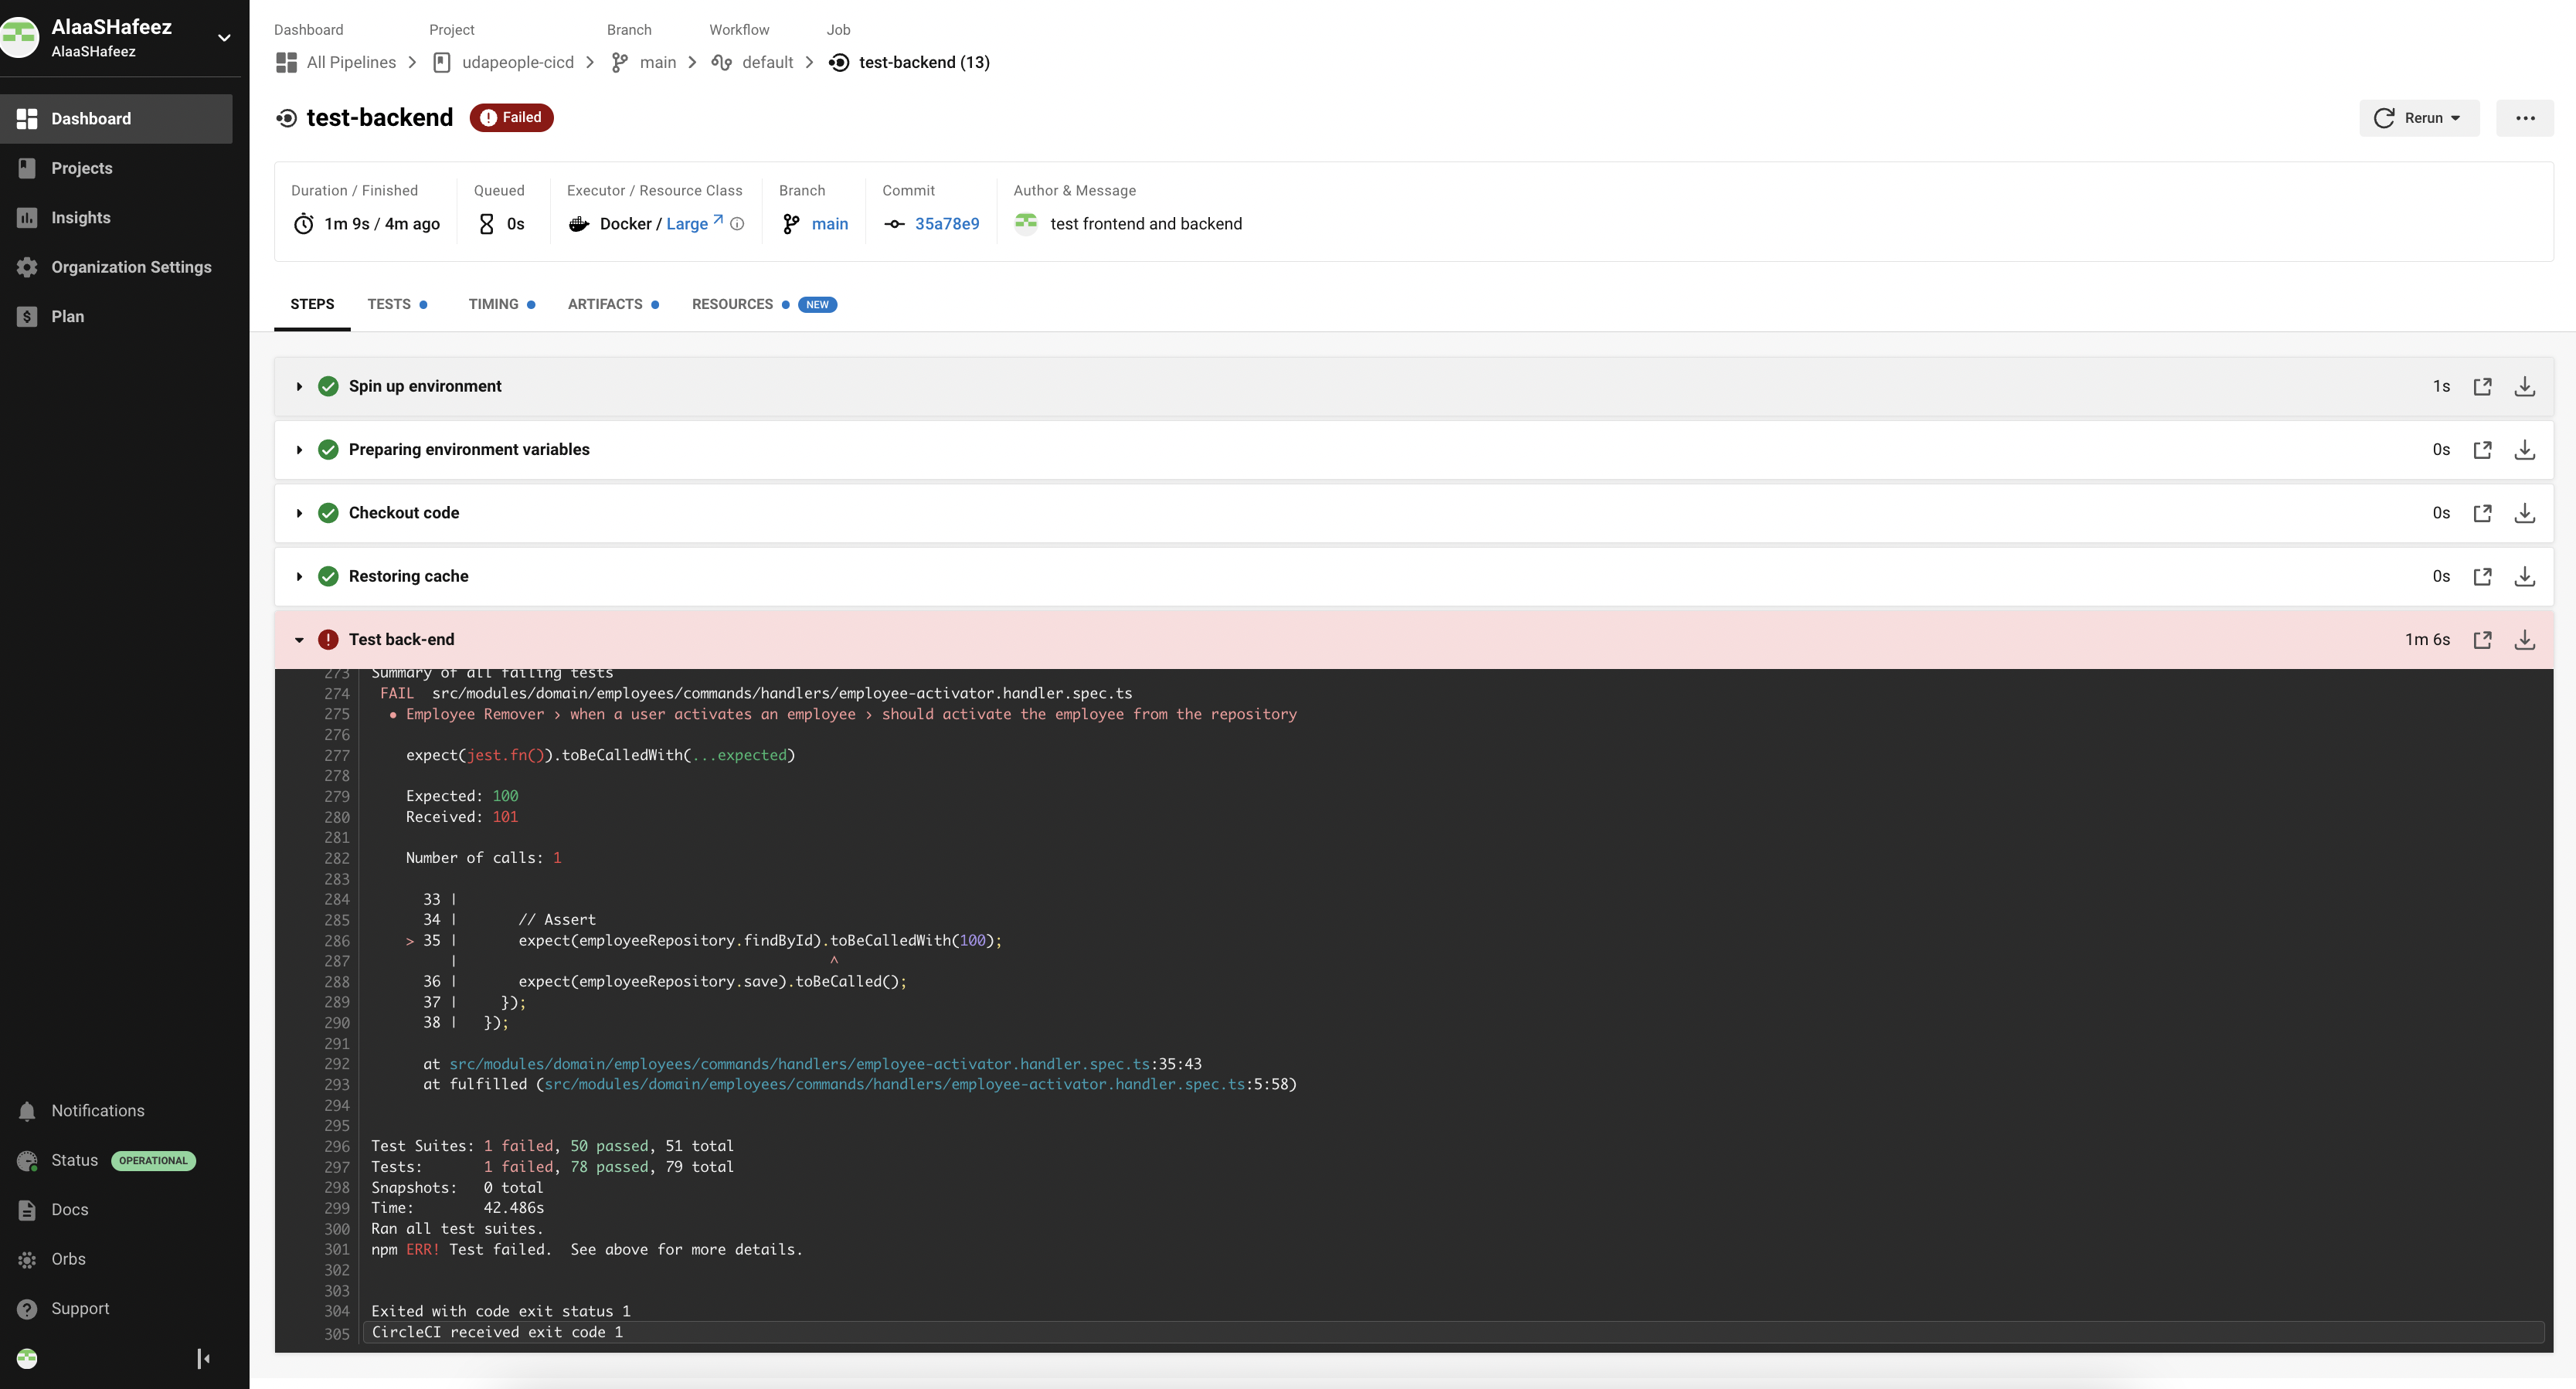 AlaaSHafeez
AlaaSHafeez
Dashboard
Projects
Insights
Organization Settings
Plan
Notifications
Status OPERATIONAL
Docs
Orbs
Support
Dashboard Project Branch Workflow Job
All Pipelines udapeople-cicd main default test-backend (13)
test-backend Failed
Rerun
Duration / Finished Queued Executor / Resource Class Branch Commit Author & Message
1m 9s / 4m ago 0s Docker / Large main 35a78e9 test frontend and backend
STEPS TESTS TIMING ARTIFACTS RESOURCES NEW
Spin up environment 1s
Preparing environment variables 0s
Checkout code 0s
Restoring cache 0s
Test back-end 1m 6s
273 Summary of all failing tests
274 FAIL src/modules/domain/employees/commands/handlers/employee-activator.handler.spec.ts
275 ● Employee Remover › when a user activates an employee › should activate the employee from the repository
276
277 expect(jest.fn()).toBeCalledWith(...expected)
278
279 Expected: 100
280 Received: 101
281
282 Number of calls: 1
283
284 33 |
285 34 | // Assert
286 > 35 | expect(employeeRepository.findById).toBeCalledWith(100);
287 | ^
288 36 | expect(employeeRepository.save).toBeCalled();
289 37 | });
290 38 | });
291
292 at src/modules/domain/employees/commands/handlers/employee-activator.handler.spec.ts:35:43
293 at fulfilled (src/modules/domain/employees/commands/handlers/employee-activator.handler.spec.ts:5:58)
294
295
296 Test Suites: 1 failed, 50 passed, 51 total
297 Tests: 1 failed, 78 passed, 79 total
298 Snapshots: 0 total
299 Time: 42.486s
300 Ran all test suites.
301 npm ERR! Test failed. See above for more details.
302
303
304 Exited with code exit status 1
305 CircleCI received exit code 1